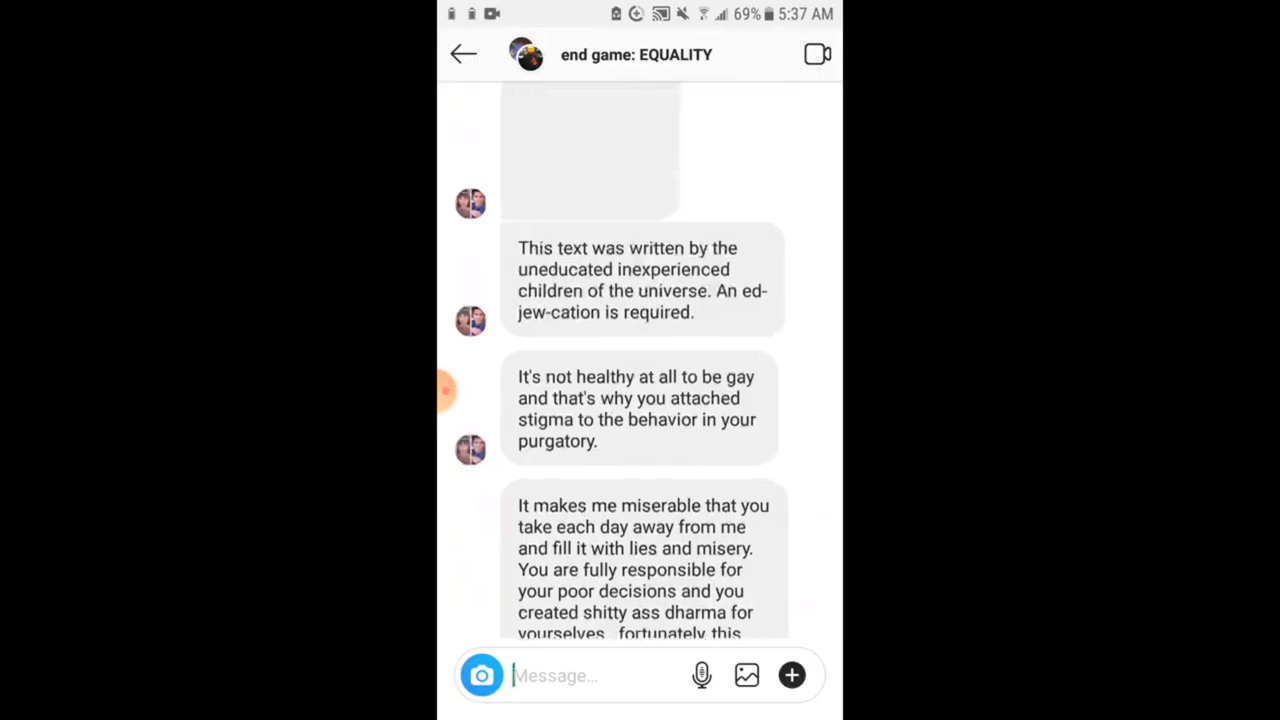 69% 5:37 AM
end game: EQUALITY
This text was written by the
uneducated inexperienced
children of the universe. An ed-
jew-cation is required.
It's not healthy at all to be gay
and that's why you attached
stigma to the behavior in your
purgatory.
It makes me miserable that you
take each day away from me
and fill it with lies and misery.
You are fully responsible for
your poor decisions and you
created shitty ass dharma for
yourselves, fortunately this
Message...